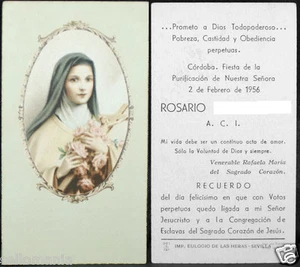 ...Prometo a Dios Todopoderoso...
Pobreza, Castidad y Obediencia
perpetuas.
Córdoba, Fiesta de la
Purificación de Nuestra Señora
2 de Febrero de 1956
ROSARIO
A. C. I.
Mi vida debe ser un continuo acto de amor.
Sólo la Voluntad de Dios y siempre.
Venerable Rafaela María
del Sagrado Corazón.
RECUERDO
del día felicísimo en que con Votos
perpetuos quedo ligada a mi Señor
Jesucristo y a la Congregación de
Esclavas del Sagrado Corazón de Jesús.
IMP. EULOGIO DE LAS HERAS.-SEVILLA